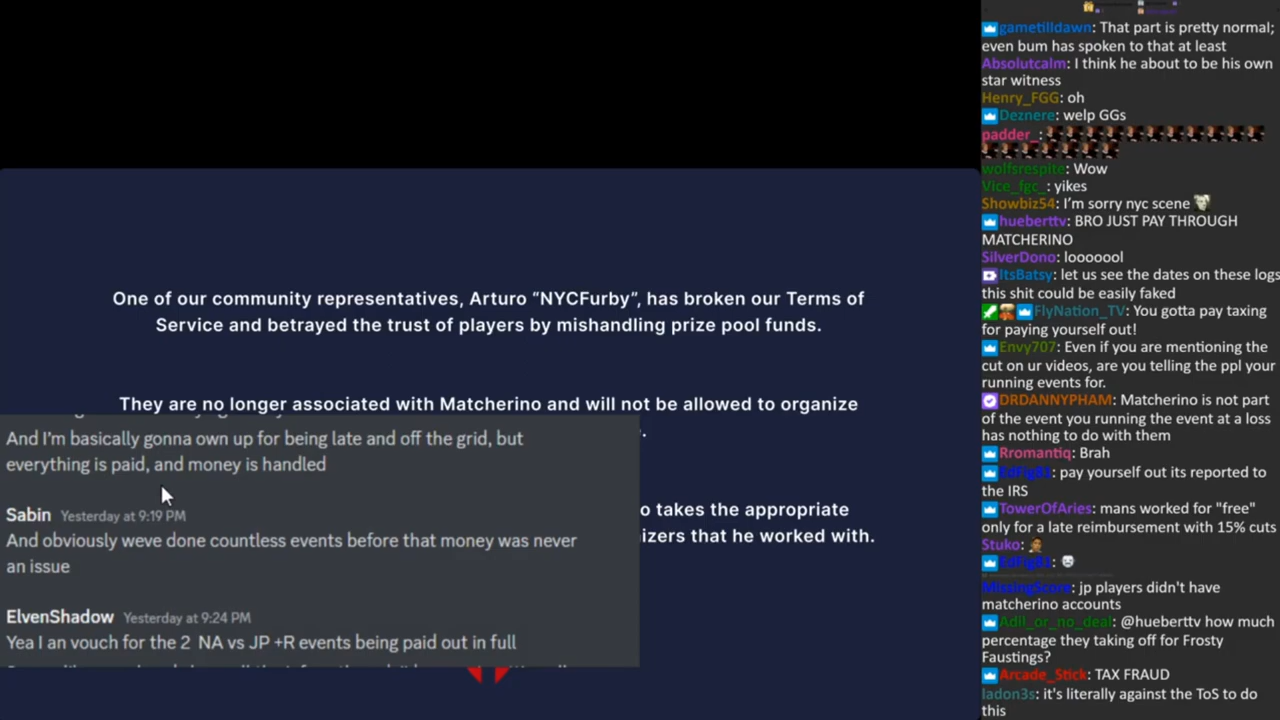 One of our community representatives, Arturo “NYCFurby”, has broken our Terms of
Service and betrayed the trust of players by mishandling prize pool funds.
They are no longer associated with Matcherino and will not be allowed to organize
And I’m basically gonna own up for being late and off the grid, but
everything is paid, and money is handled
o takes the appropriate
Sabin Yesterday at 9:19 PM
And obviously weve done countless events before that money was never
izers that he worked with.
an issue
ElvenShadow Yesterday at 9:24 PM
Yea I an vouch for the 2 NA vs JP +R events being paid out in full
gametilldawn: That part is pretty normal;
even bum has spoken to that at least
Absolutcalm: I think he about to be his own
star witness
Henry_FGG: oh
Deznere: welp GGs
padder_:
wolfsrespite: Wow
Vice_fgc_: yikes
Showbiz54: I’m sorry nyc scene
hueberttv: BRO JUST PAY THROUGH
MATCHERINO
SilverDono: looooool
ItsBatsy: let us see the dates on these logs
this shit could be easily faked
FlyNation_TV: You gotta pay taxing
for paying yourself out!
Envy707: Even if you are mentioning the
cut on ur videos, are you telling the ppl your
running events for.
DRDANNYPHAM: Matcherino is not part
of the event you running the event at a loss
has nothing to do with them
Rromantiq: Brah
EdFig81: pay yourself out its reported to
the IRS
TowerOfAries: mans worked for "free"
only for a late reimbursement with 15% cuts
Stuko:
EdFig81:
MissingScore: jp players didn't have
matcherino accounts
Adil_or_no_deal: @hueberttv how much
percentage they taking off for Frosty
Faustings?
Arcade_Stick: TAX FRAUD
ladon3s: it's literally against the ToS to do
this